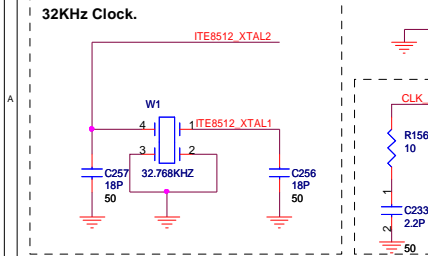 32KHz Clock.
ITE8512_XTAL2
A
W1
4
1
ITE8512_XTAL1
3
2
C257
18P
50
32.768KHZ
C256
18P
50
CLK_
R156
10
1
C233
2.2P
2
50